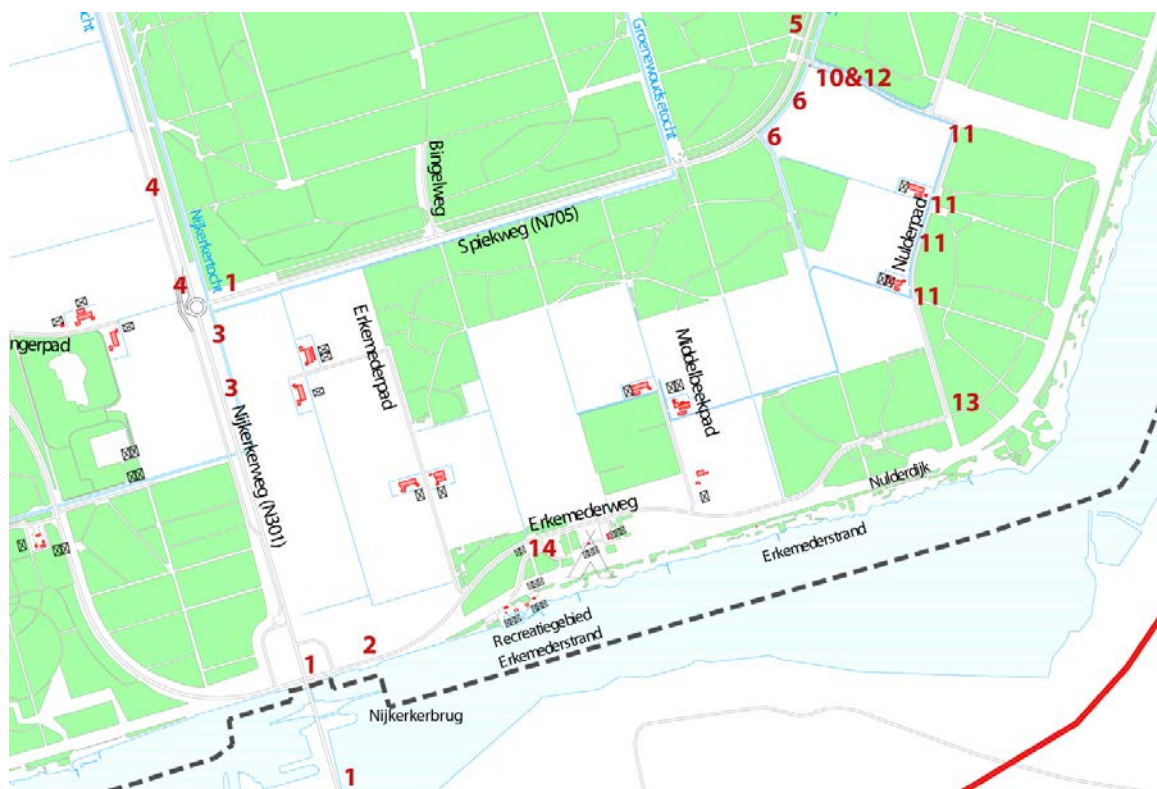 tocht
5
Groenewoudsetocht
10&12
6
6
11
Bingelweg
4
Nijkerkertocht
Spiekweg (N705)
11
Nulderpad
11
4
1
11
3
ngerpad
Erkemederpad
Middelbeekpad
3
13
Nijkerkerweg (N301)
Nulderdijk
Erkemederweg
14
Erkemederstrand
Recreatiegebied
Erkemederstrand
2
1
Nijkerkerbrug
1